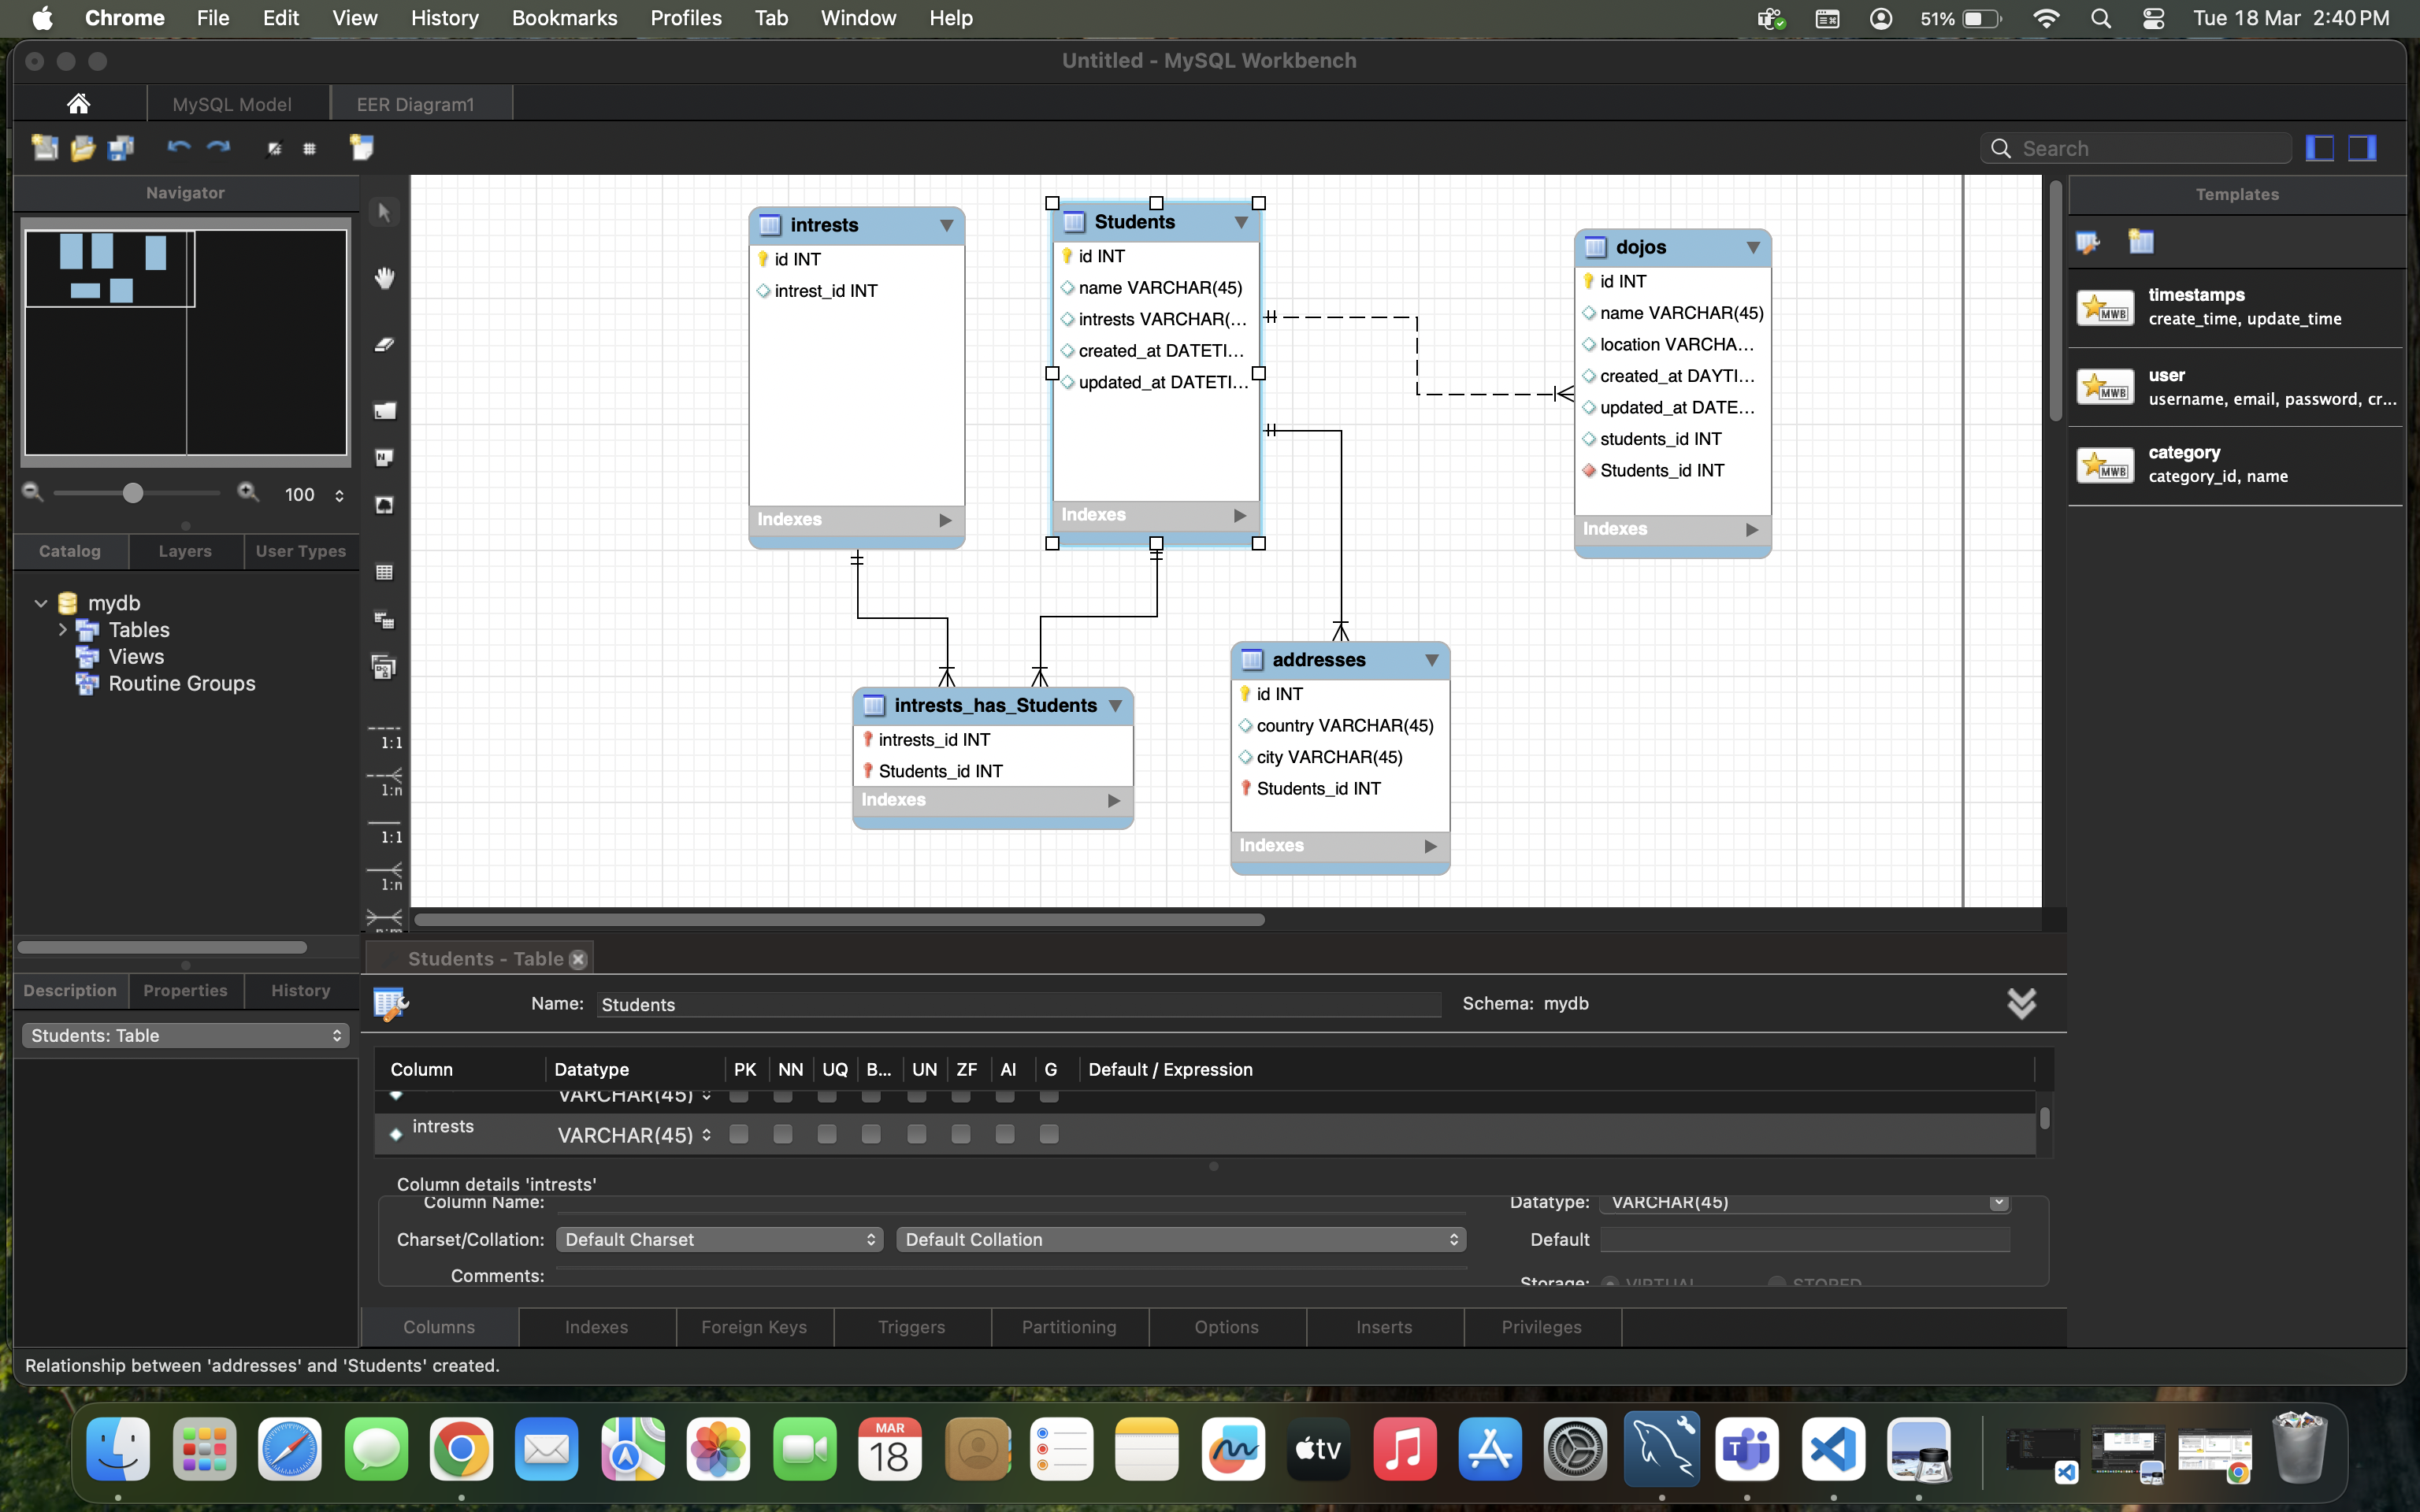 Chrome File Edit View History Bookmarks Profiles Tab Window Help 51% Tue 18 Mar 2:40 PM
Untitled - MySQL Workbench
MySQL Model EER Diagram1
Search
Navigator
100
Catalog Layers User Types
mydb
Tables
Views
Routine Groups
Description Properties History
Students: Table
1:1
1:n
1:1
1:n
intrests
id INT
intrest_id INT
Indexes
Students
id INT
name VARCHAR(45)
intrests VARCHAR(...
created_at DATETI...
updated_at DATETI...
Indexes
dojos
id INT
name VARCHAR(45)
location VARCHA...
created_at DAYTI...
updated_at DATE...
students_id INT
Students_id INT
Indexes
intrests_has_Students
intrests_id INT
Students_id INT
Indexes
addresses
id INT
country VARCHAR(45)
city VARCHAR(45)
Students_id INT
Indexes
Templates
MWB
timestamps
create_time, update_time
MWB
user
username, email, password, cr...
MWB
category
category_id, name
Students - Table
Name: Students Schema: mydb
Column Datatype PK NN UQ B... UN ZF AI G Default / Expression
VARCHAR(45)
intrests VARCHAR(45)
Column details 'intrests'
Column Name: Datatype: VARCHAR(45)
Charset/Collation: Default Charset Default Collation Default
Comments: Storage: VIRTUAL STORED
Columns Indexes Foreign Keys Triggers Partitioning Options Inserts Privileges
Relationship between 'addresses' and 'Students' created.
MAR
18
tv
T